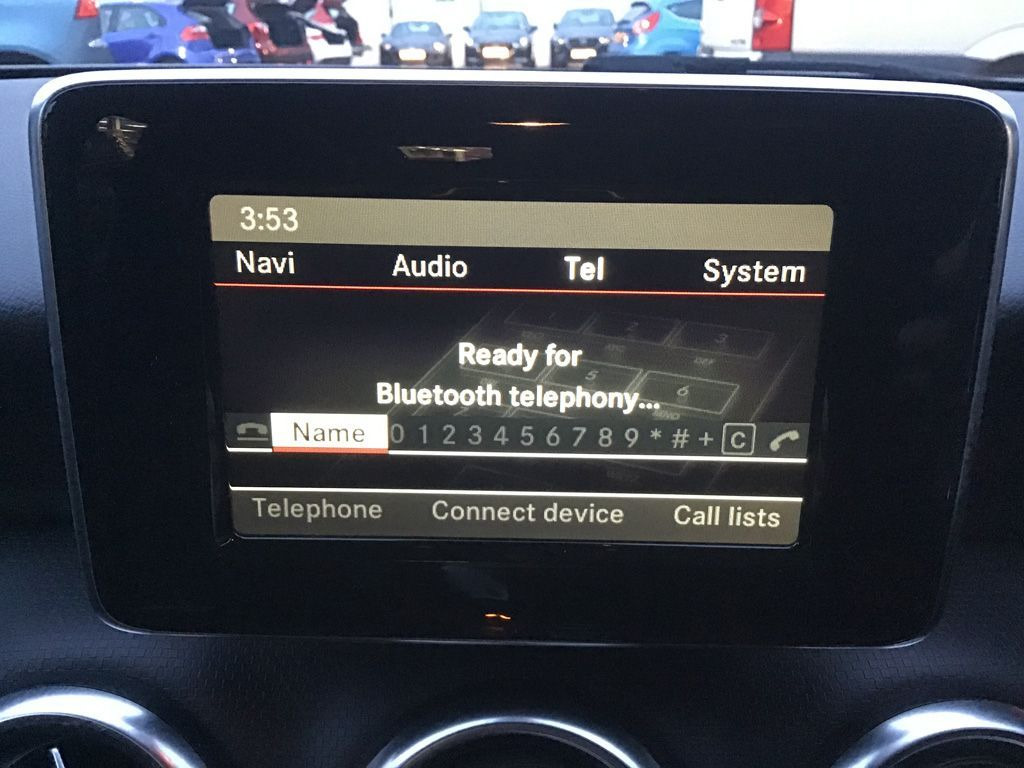 3:53
Navi Audio Tel System
Ready for
Bluetooth telephony...
Name 0 1 2 3 4 5 6 7 8 9 * # + C
Telephone Connect device Call lists